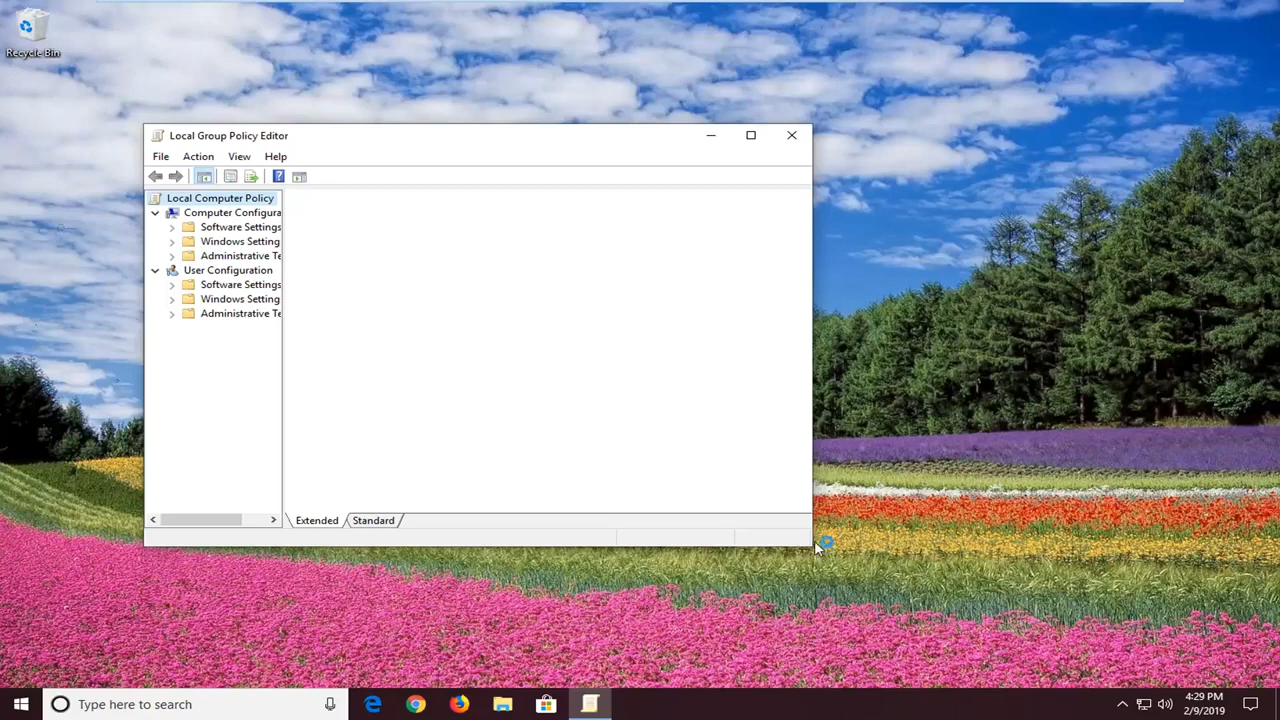 Recycle Bin
Local Group Policy Editor
File Action View Help
Local Computer Policy
Computer Configura
Software Settings
Windows Setting
Administrative Te
User Configuration
Software Settings
Windows Setting
Administrative Te
Extended Standard
Type here to search
4:29 PM
2/9/2019